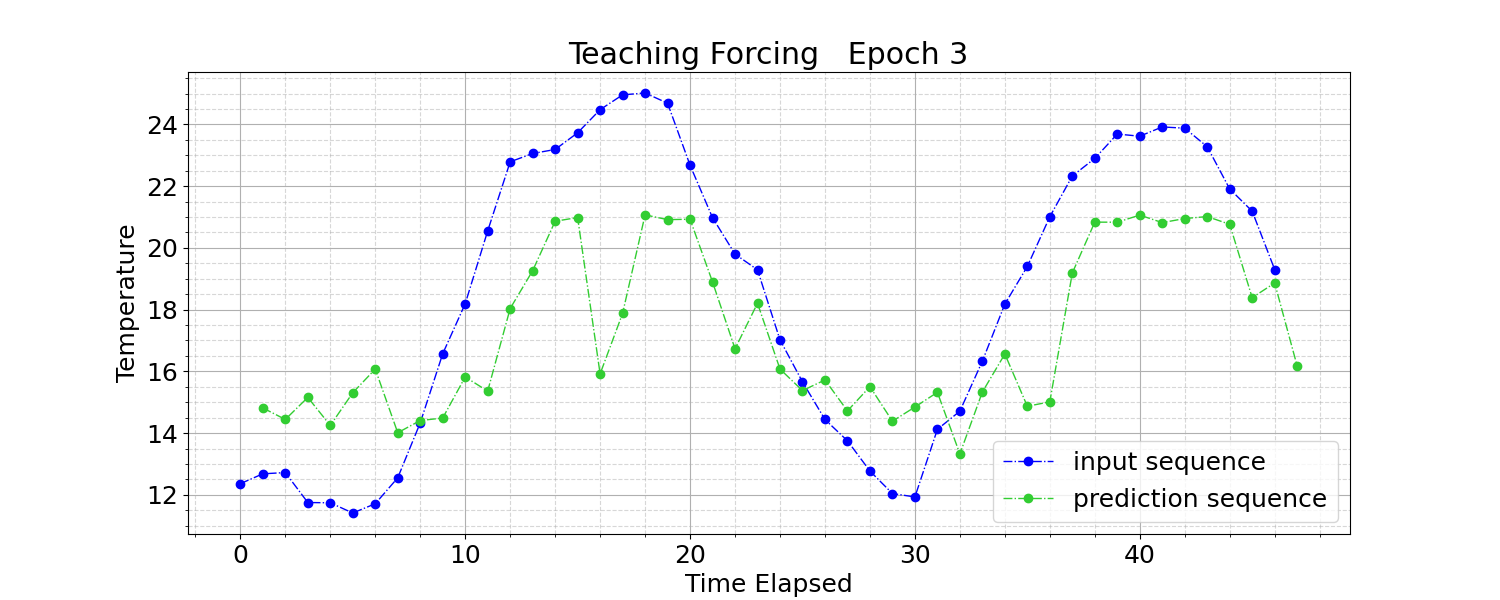 Teaching Forcing   Epoch 3
Temperature
24
22
20
18
16
14
12
0 10 20 30 40
Time Elapsed
input sequence
prediction sequence